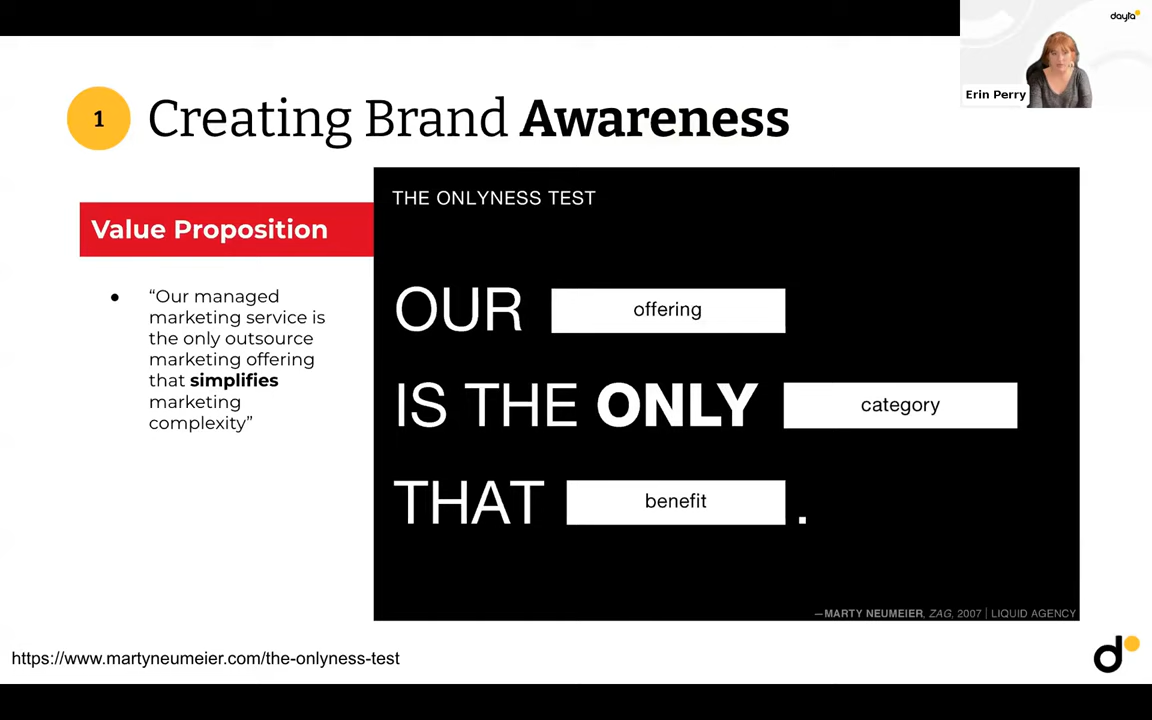 dayta
Erin Perry
1
Creating Brand Awareness
Value Proposition
● “Our managed
marketing service is
the only outsource
marketing offering
that simplifies
marketing
complexity”
THE ONLYNESS TEST
OUR offering
IS THE ONLY category
THAT benefit .
—MARTY NEUMEIER, ZAG, 2007 | LIQUID AGENCY
https://www.martyneumeier.com/the-onlyness-test
d